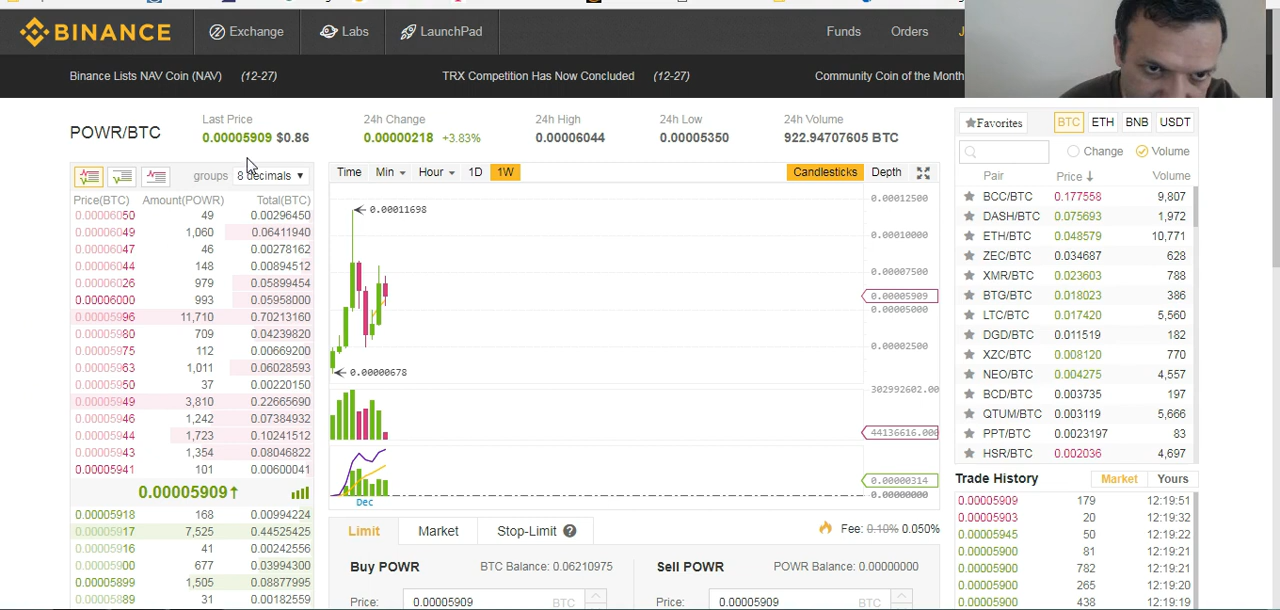 BINANCE
Exchange
Labs
LaunchPad
Funds
Orders
Binance Lists NAV Coin (NAV) (12-27)
TRX Competition Has Now Concluded (12-27)
Community Coin of the Month
POWR/BTC
Last Price
0.00005909 $0.86
24h Change
0.00000218 +3.83%
24h High
0.00006044
24h Low
0.00005350
24h Volume
922.94707605 BTC
groups 8 decimals
Price(BTC) Amount(POWR) Total(BTC)
0.00006050 49 0.00296450
0.00006049 1,060 0.06411940
0.00006047 46 0.00278162
0.00006044 148 0.00894512
0.00006026 979 0.05899454
0.00006000 993 0.05958000
0.00005996 11,710 0.70213160
0.00005980 709 0.04239820
0.00005975 112 0.00669200
0.00005963 1,011 0.06028593
0.00005950 37 0.00220150
0.00005949 3,810 0.22665690
0.00005946 1,242 0.07384932
0.00005944 1,723 0.10241512
0.00005943 1,354 0.08046822
0.00005941 101 0.00600041
0.00005909
0.00005918 168 0.00994224
0.00005917 7,525 0.44525425
0.00005916 41 0.00242556
0.00005900 677 0.03994300
0.00005899 1,505 0.08877995
0.00005889 31 0.00182559
Time Min Hour 1D 1W
Candlesticks Depth
0.00011698
0.00000678
0.00012500
0.00010000
0.00007500
0.00005909
0.00005000
0.00002500
302992602.00
44136616.000
0.00000314
0.00000000
Dec
Limit Market Stop-Limit ?
Fee: 0.10% 0.050%
Buy POWR BTC Balance: 0.06210975
Sell POWR POWR Balance: 0.00000000
Price: 0.00005909 BTC
Price: 0.00005909 BTC
Favorites BTC ETH BNB USDT
Change Volume
Pair Price Volume
BCC/BTC 0.177558 9,807
DASH/BTC 0.075693 1,972
ETH/BTC 0.048579 10,771
ZEC/BTC 0.034687 628
XMR/BTC 0.023603 788
BTG/BTC 0.018023 386
LTC/BTC 0.017420 5,560
DGD/BTC 0.011519 182
XZC/BTC 0.008120 770
NEO/BTC 0.004275 4,557
BCD/BTC 0.003735 197
QTUM/BTC 0.003119 5,666
PPT/BTC 0.0023197 83
HSR/BTC 0.002036 4,697
Trade History Market Yours
0.00005909 179 12:19:51
0.00005903 20 12:19:32
0.00005945 50 12:19:22
0.00005900 81 12:19:21
0.00005900 782 12:19:21
0.00005900 265 12:19:20
0.00005900 438 12:19:19